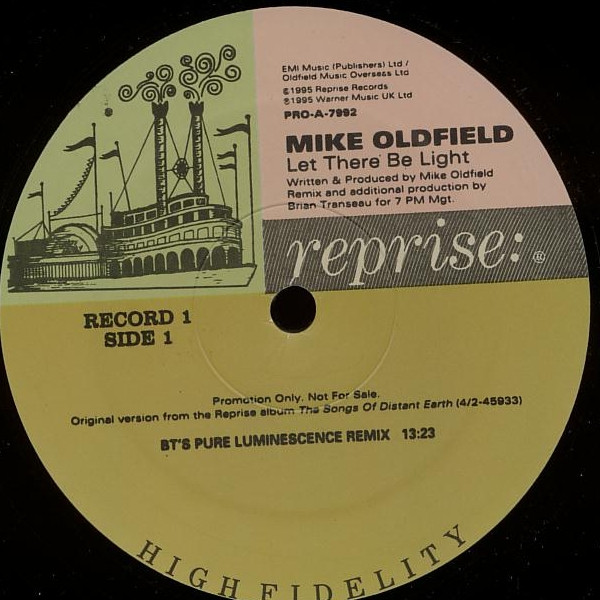 EMI Music (Publishers) Ltd /
Oldfield Music Overseas Ltd
℗1995 Reprise Records
©1995 Warner Music UK Ltd
PRO-A-7992
MIKE OLDFIELD
Let There Be Light
Written & Produced by Mike Oldfield
Remix and additional production by
Brian Transeau for 7 PM Mgt.
reprise: ®
RECORD 1
SIDE 1
Promotion Only. Not For Sale.
Original version from the Reprise album The Songs Of Distant Earth (4/2-45933)
BT'S PURE LUMINESCENCE REMIX 13:23
HIGH FIDELITY